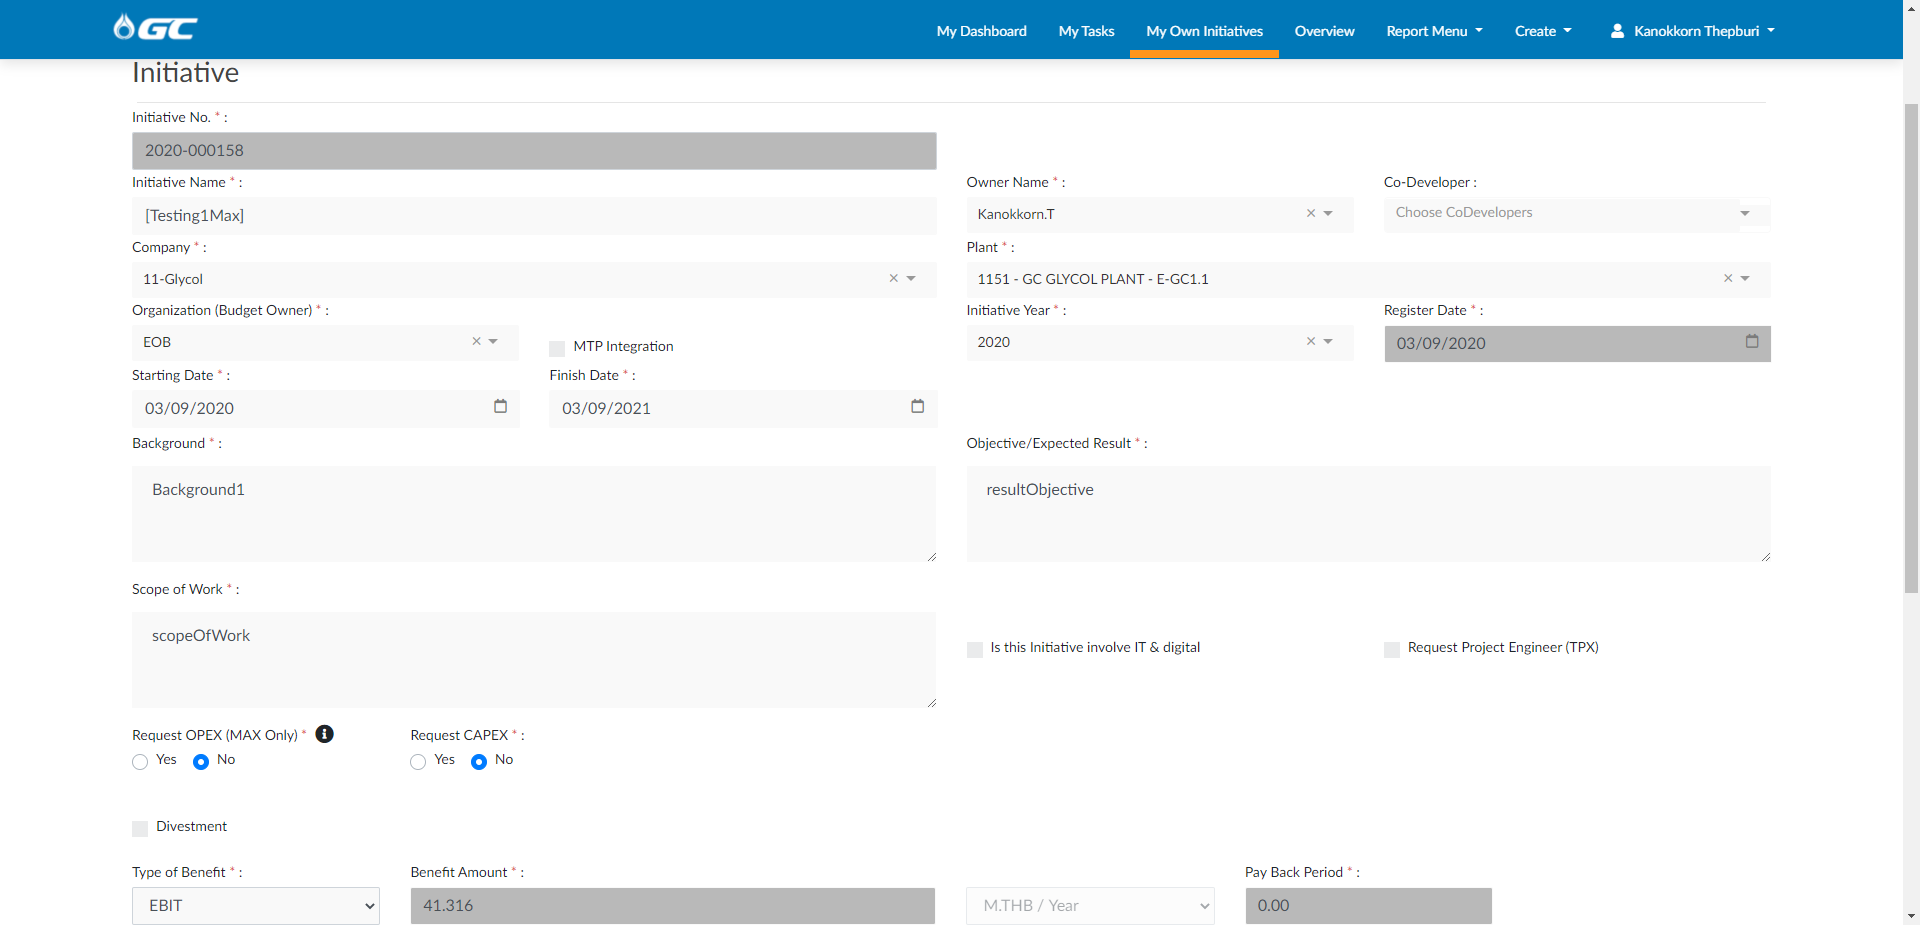 GC
My Dashboard My Tasks My Own Initiatives Overview Report Menu Create Kanokkorn Thepburi
Initiative
Initiative No. * :
2020-000158
Initiative Name * : Owner Name * : Co-Developer :
[Testing1Max] Kanokkorn.T × Choose CoDevelopers
Company * : Plant * :
11-Glycol × 1151 - GC GLYCOL PLANT - E-GC1.1 ×
Organization (Budget Owner) * : Initiative Year * : Register Date * :
EOB × MTP Integration 2020 × 03/09/2020
Starting Date * : Finish Date * :
03/09/2020 03/09/2021
Background * : Objective/Expected Result * :
Background1 resultObjective
Scope of Work * :
scopeOfWork
Is this Initiative involve IT & digital Request Project Engineer (TPX)
Request OPEX (MAX Only) * Request CAPEX * :
Yes No Yes No
Divestment
Type of Benefit * : Benefit Amount * : Pay Back Period * :
EBIT 41.316 M.THB / Year 0.00